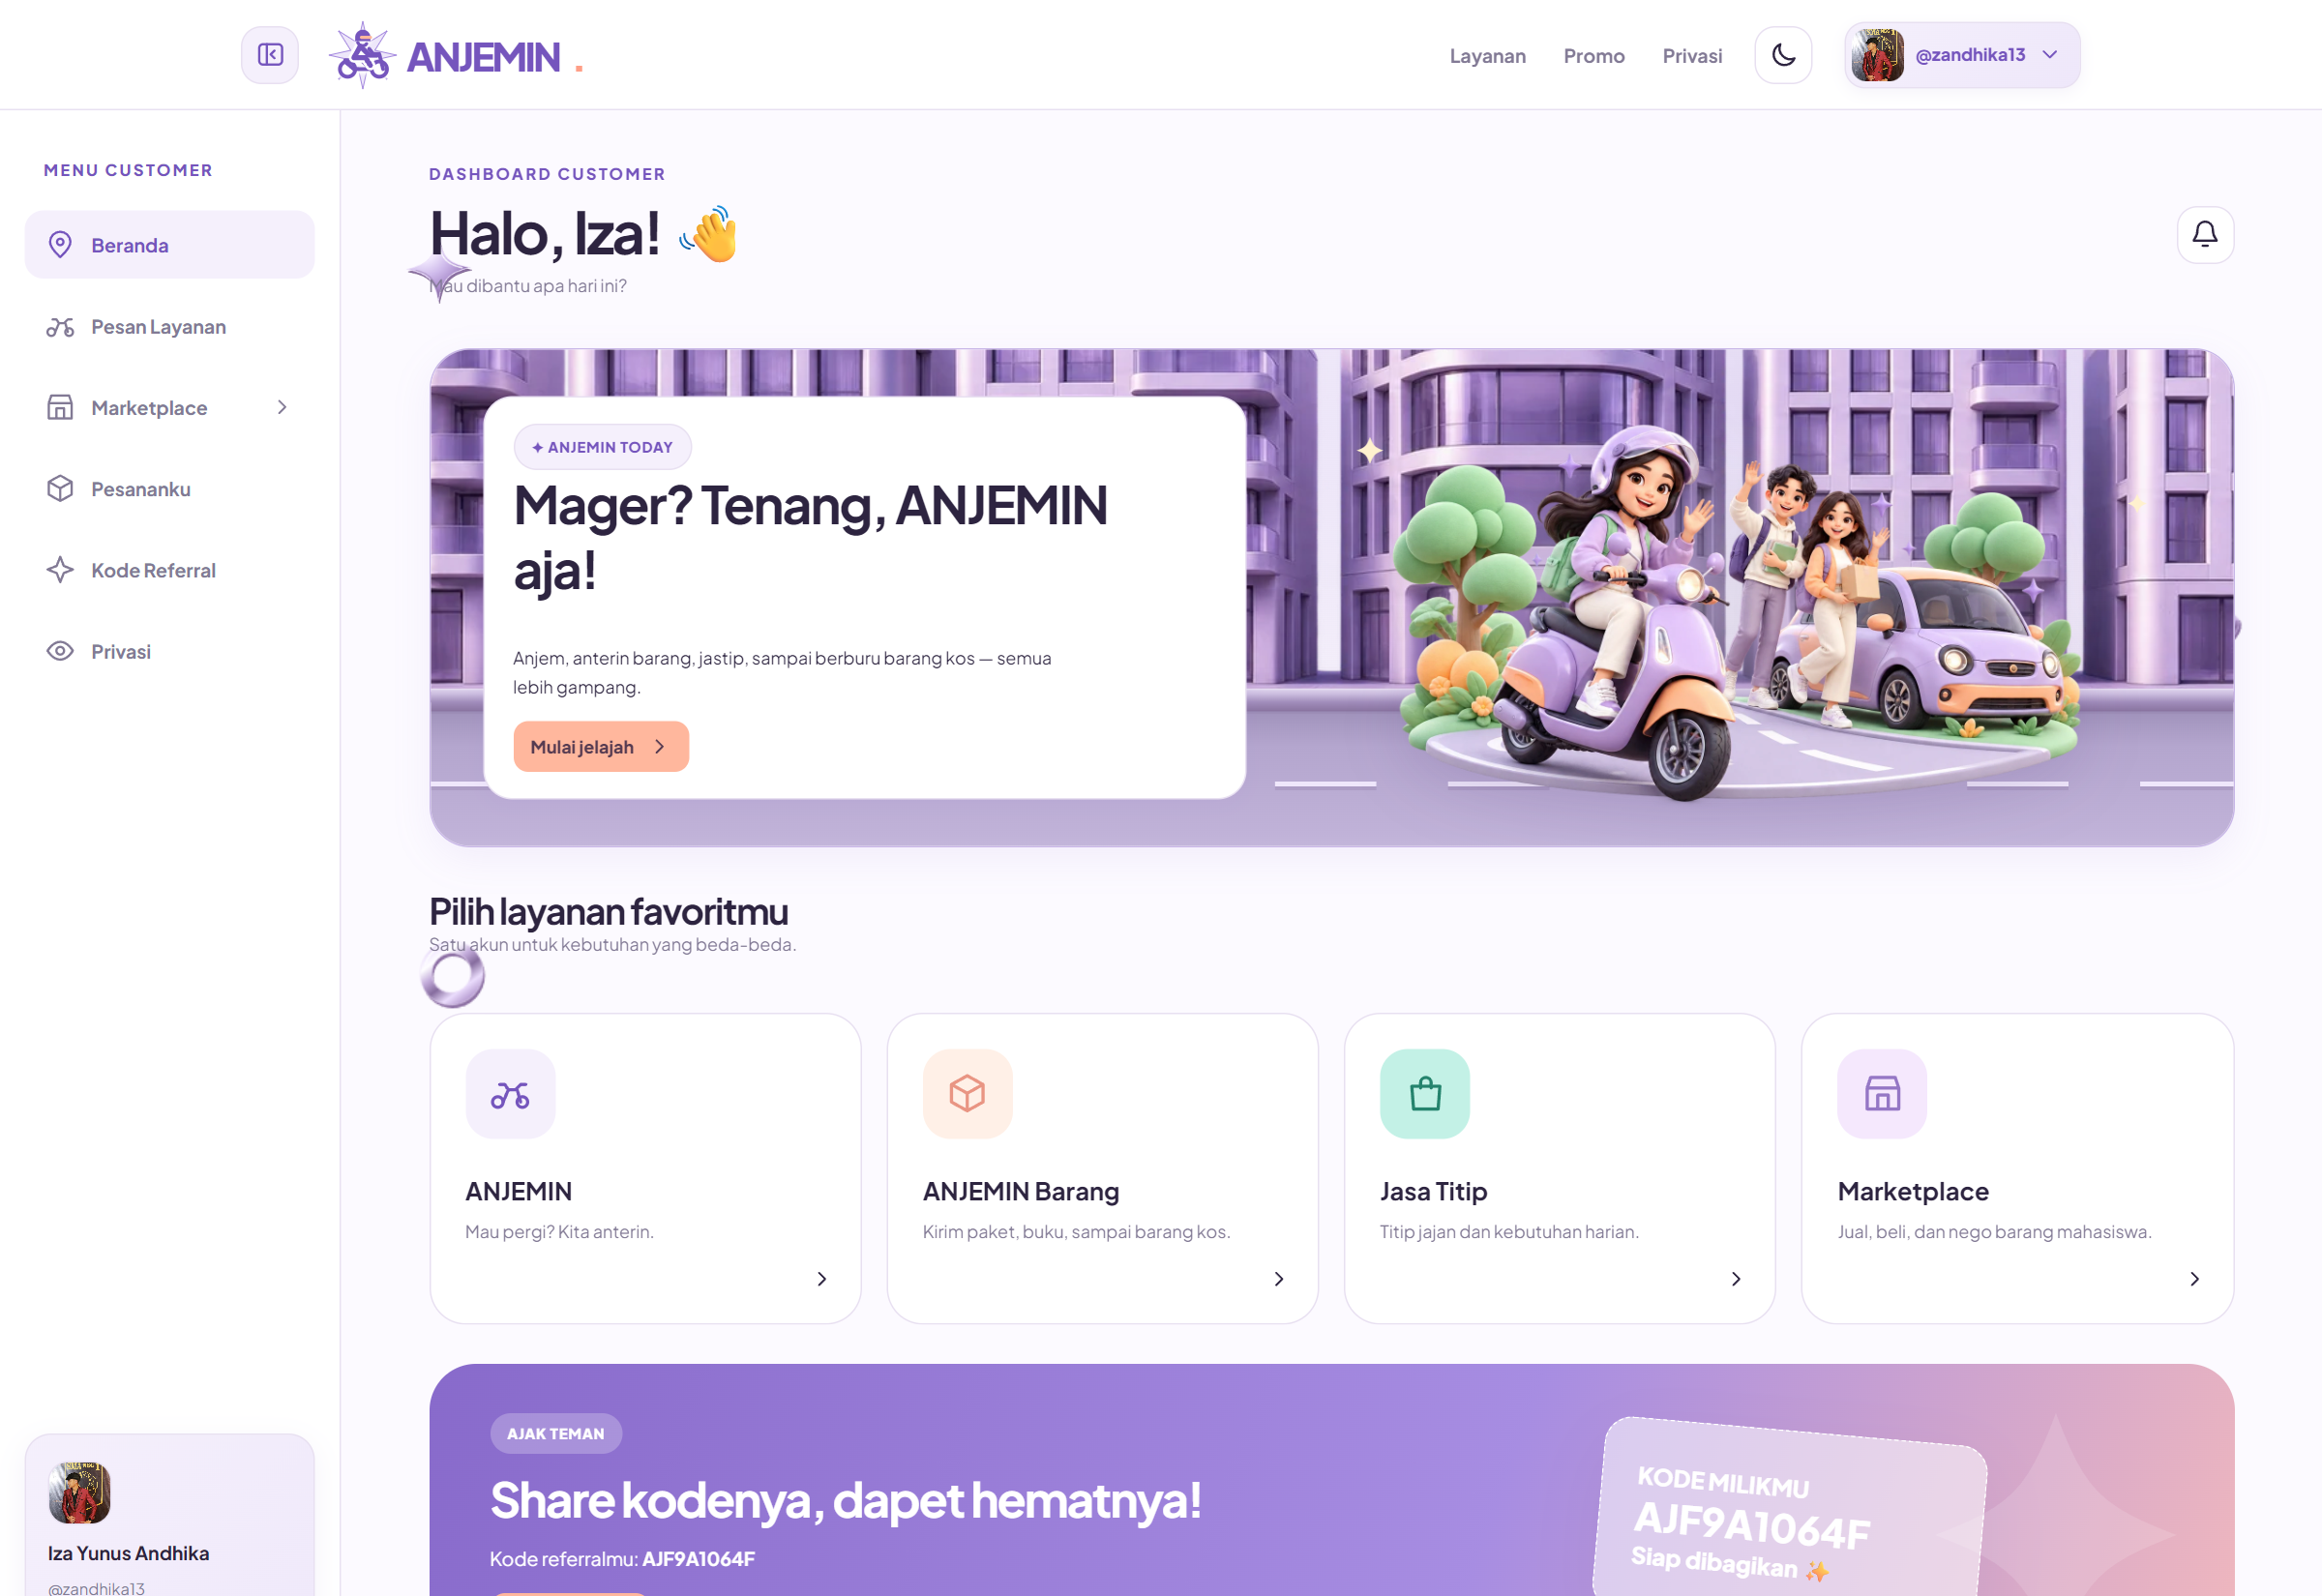 ANJEMIN .
Layanan
Promo
Privasi
@zandhika13
MENU CUSTOMER
Beranda
Pesan Layanan
Marketplace
Pesananku
Kode Referral
Privasi
Iza Yunus Andhika
@zandhika13
DASHBOARD CUSTOMER
Halo, Iza! 👋
Mau dibantu apa hari ini?
✦ ANJEMIN TODAY
Mager? Tenang, ANJEMIN
aja!
Anjem, anterin barang, jastip, sampai berburu barang kos — semua
lebih gampang.
Mulai jelajah
Pilih layanan favoritmu
Satu akun untuk kebutuhan yang beda-beda.
ANJEMIN
Mau pergi? Kita anterin.
ANJEMIN Barang
Kirim paket, buku, sampai barang kos.
Jasa Titip
Titip jajan dan kebutuhan harian.
Marketplace
Jual, beli, dan nego barang mahasiswa.
AJAK TEMAN
Share kodenya, dapet hematnya!
Kode referralmu: AJF9A1064F
KODE MILIKMU
AJF9A1064F
Siap dibagikan ✨